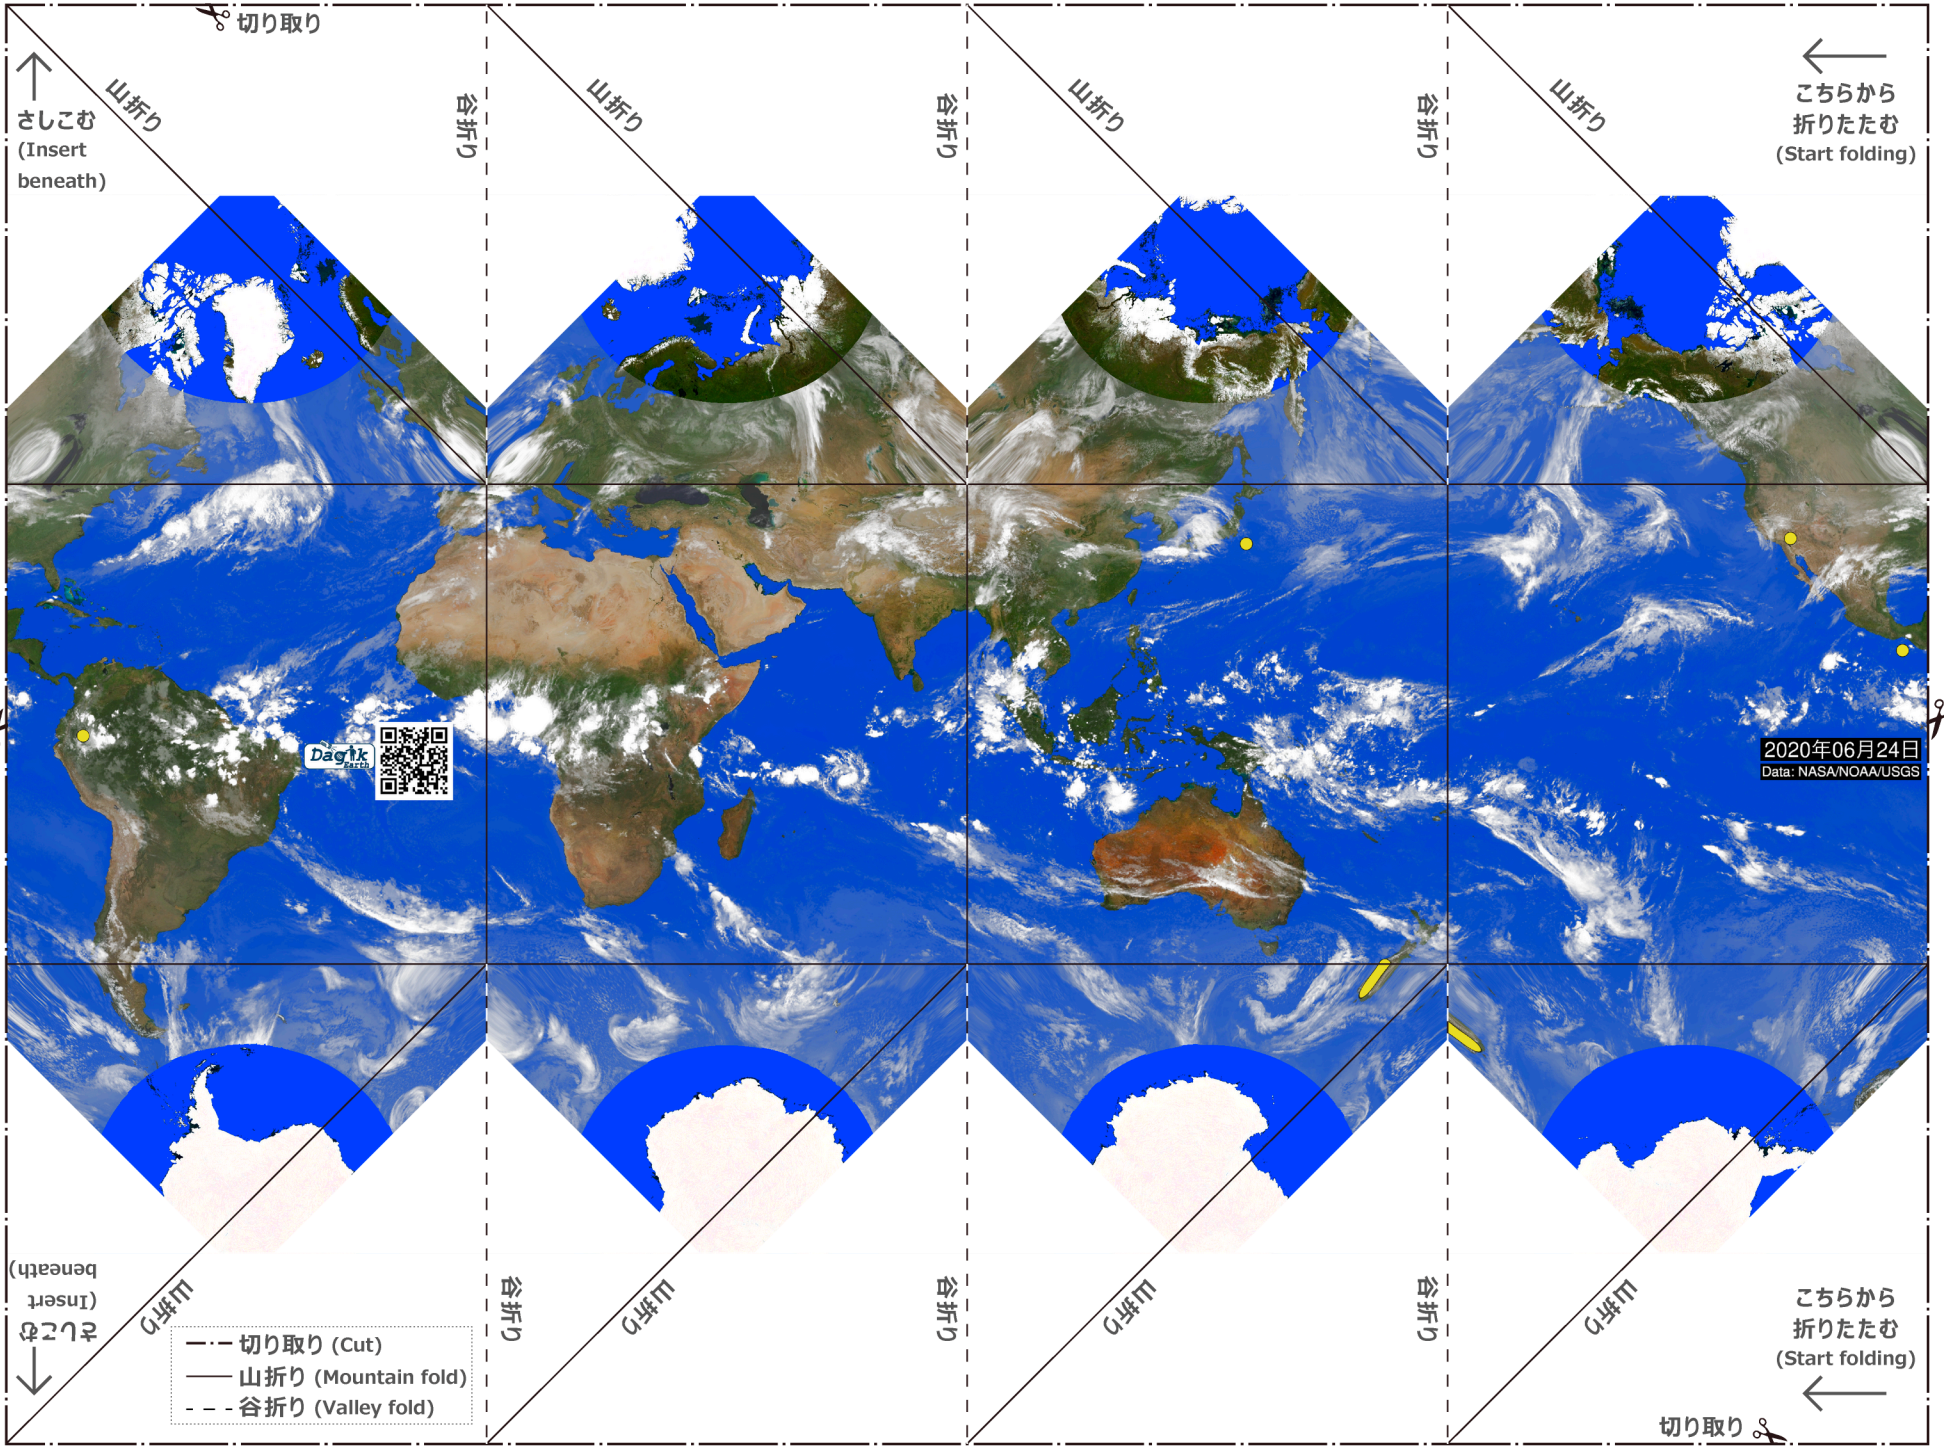 切り取り
さしこむ
(Insert
beneath)
山折り
谷折り
山折り
谷折り
山折り
谷折り
山折り
こちらから
折りたたむ
(Start folding)
Dagik
Earth
2020年06月24日
Data: NASA/NOAA/USGS
さしこむ
(Insert
beneath)
山折り
谷折り
山折り
谷折り
山折り
谷折り
山折り
こちらから
折りたたむ
(Start folding)
切り取り (Cut)
山折り (Mountain fold)
谷折り (Valley fold)
切り取り